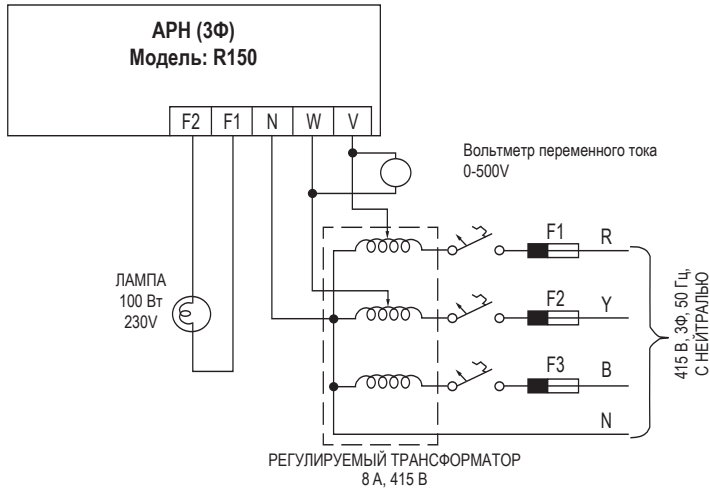 АРН (3Ф)
Модель: R150
F2 F1 N W V
Вольтметр переменного тока
0-500V
F1 R
ЛАМПА
100 Вт
230V
F2 Y
F3 B
N
415 В, 3Ф, 50 Гц,
С НЕЙТРАЛЬЮ
РЕГУЛИРУЕМЫЙ ТРАНСФОРМАТОР
8 А, 415 В